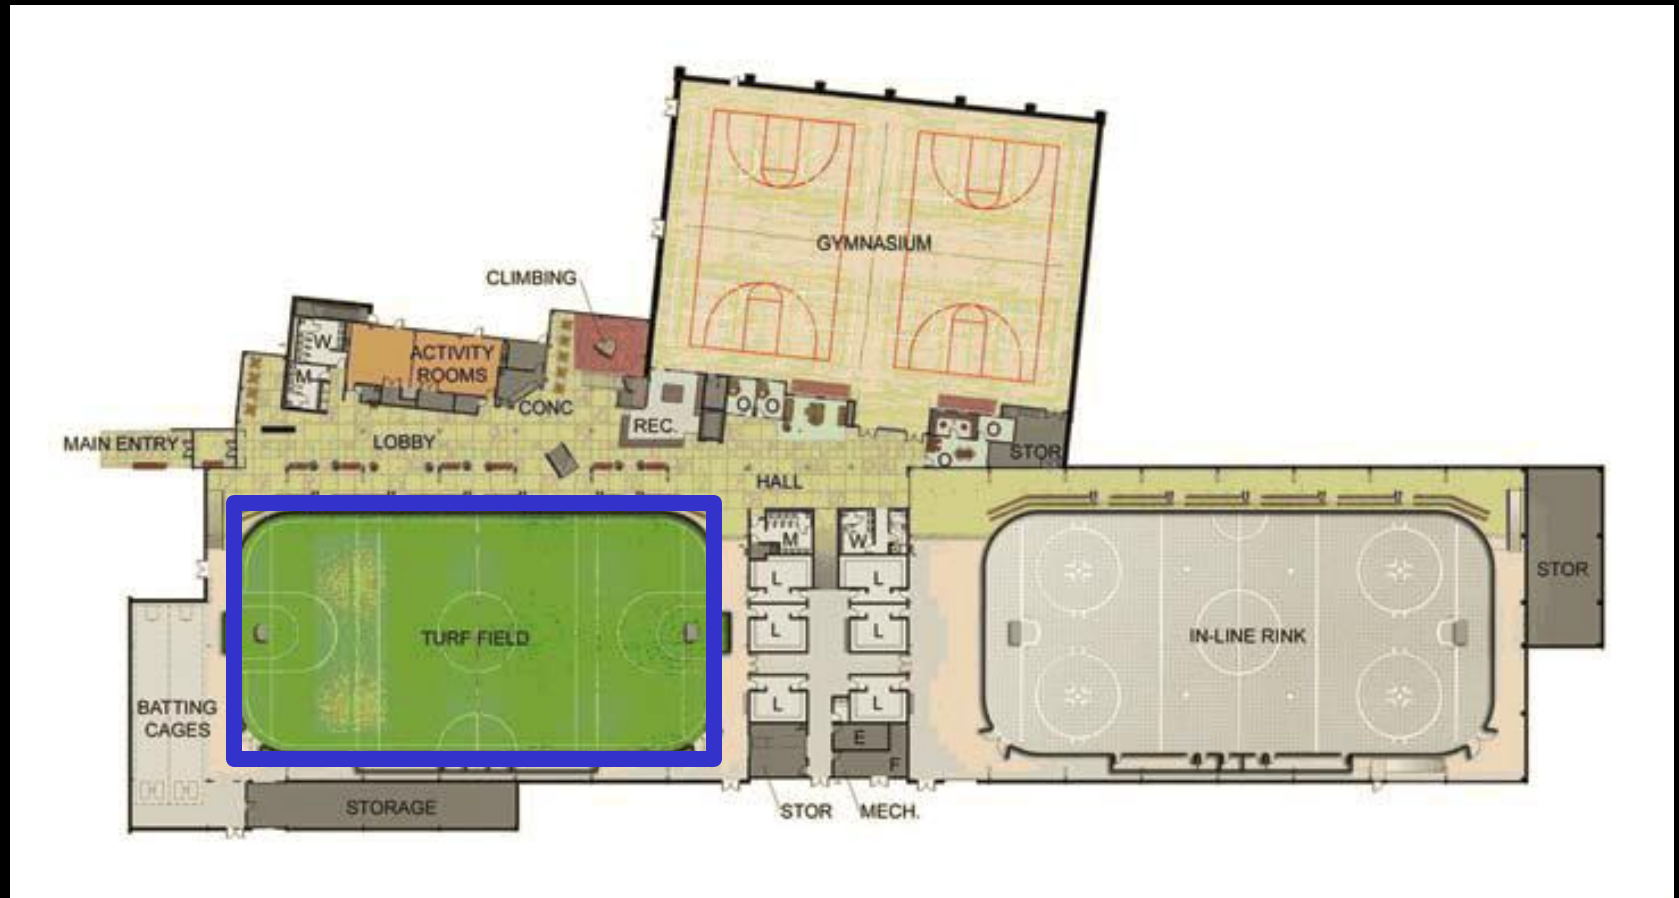 GYMNASIUM
CLIMBING
W
M
ACTIVITY
ROOMS
CONC
REC.
O
O
O
O
STOR
MAIN ENTRY
LOBBY
HALL
M
W
L
L
L
L
L
L
E
F
TURF FIELD
IN-LINE RINK
STOR
BATTING
CAGES
STORAGE
STOR
MECH.